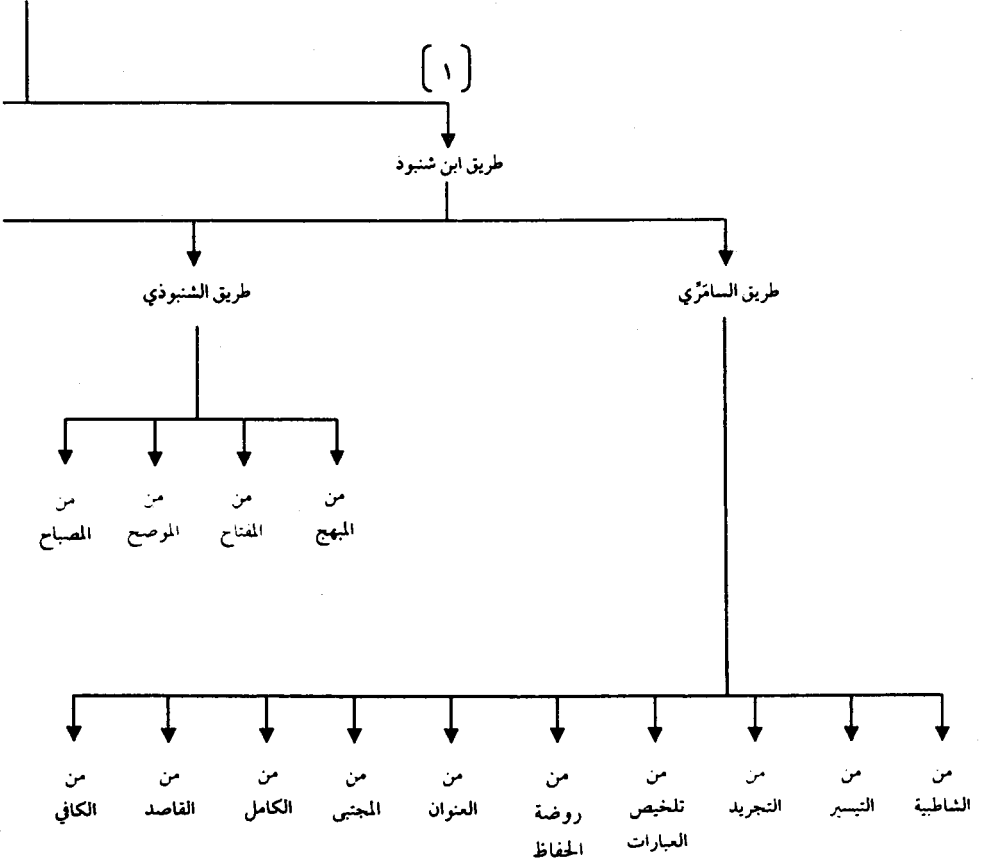 [ ١ ]
طريق ابن شنبوذ
طريق السامَرِّي
طريق الشنبوذي
من المبهج
من المفتاح
من الموضح
من المصباح
من الشاطبية
من التيسير
من التجريد
من تلخيص العبارات
من روضة الحفاظ
من العنوان
من المجتبى
من الكامل
من القاصد
من الكافي